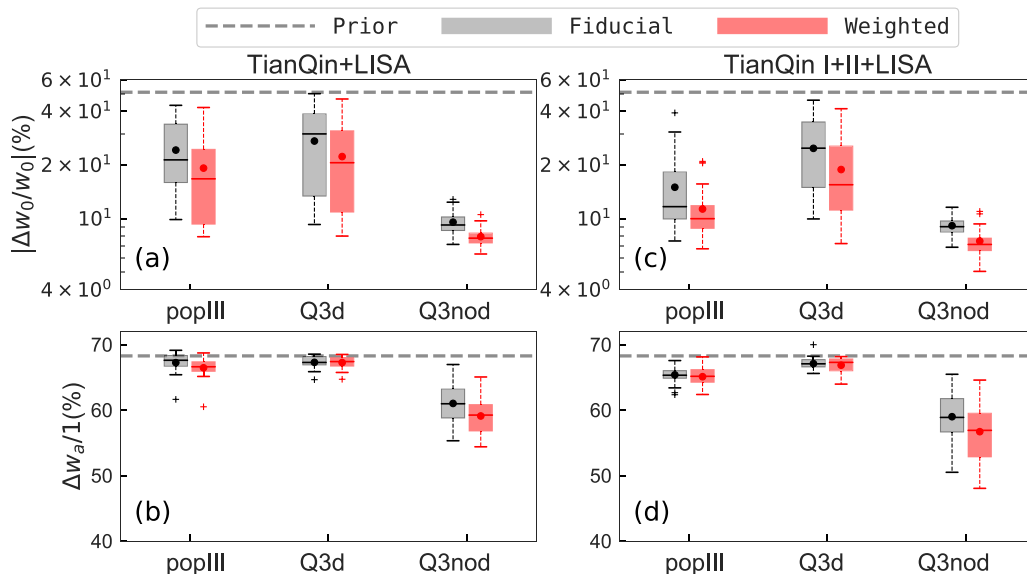 Prior Fiducial Weighted
TianQin+LISA
TianQin I+II+LISA
|Δw₀/w₀|(%)
6 × 10¹
4 × 10¹
2 × 10¹
10¹
4 × 10⁰
(a)
popIII Q3d Q3nod
6 × 10¹
4 × 10¹
2 × 10¹
10¹
4 × 10⁰
(c)
popIII Q3d Q3nod
Δwₐ/1(%)
70
60
50
40
(b)
popIII Q3d Q3nod
70
60
50
40
(d)
popIII Q3d Q3nod